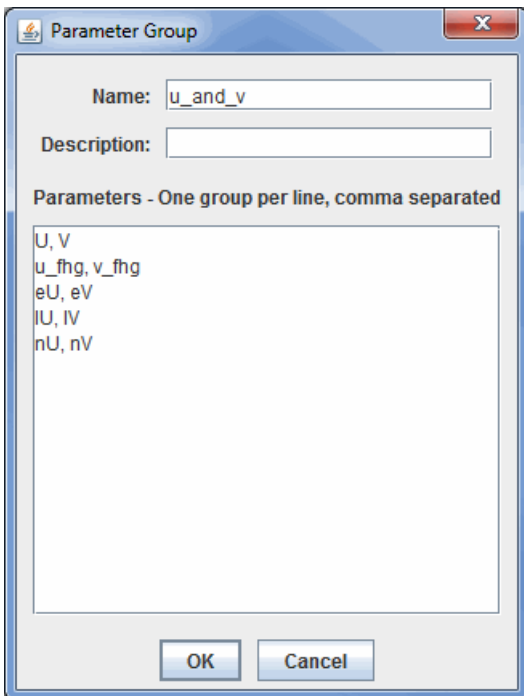 Parameter Group
Name: u_and_v
Description:
Parameters - One group per line, comma separated
U, V
u_fhg, v_fhg
eU, eV
lU, lV
nU, nV
OK Cancel